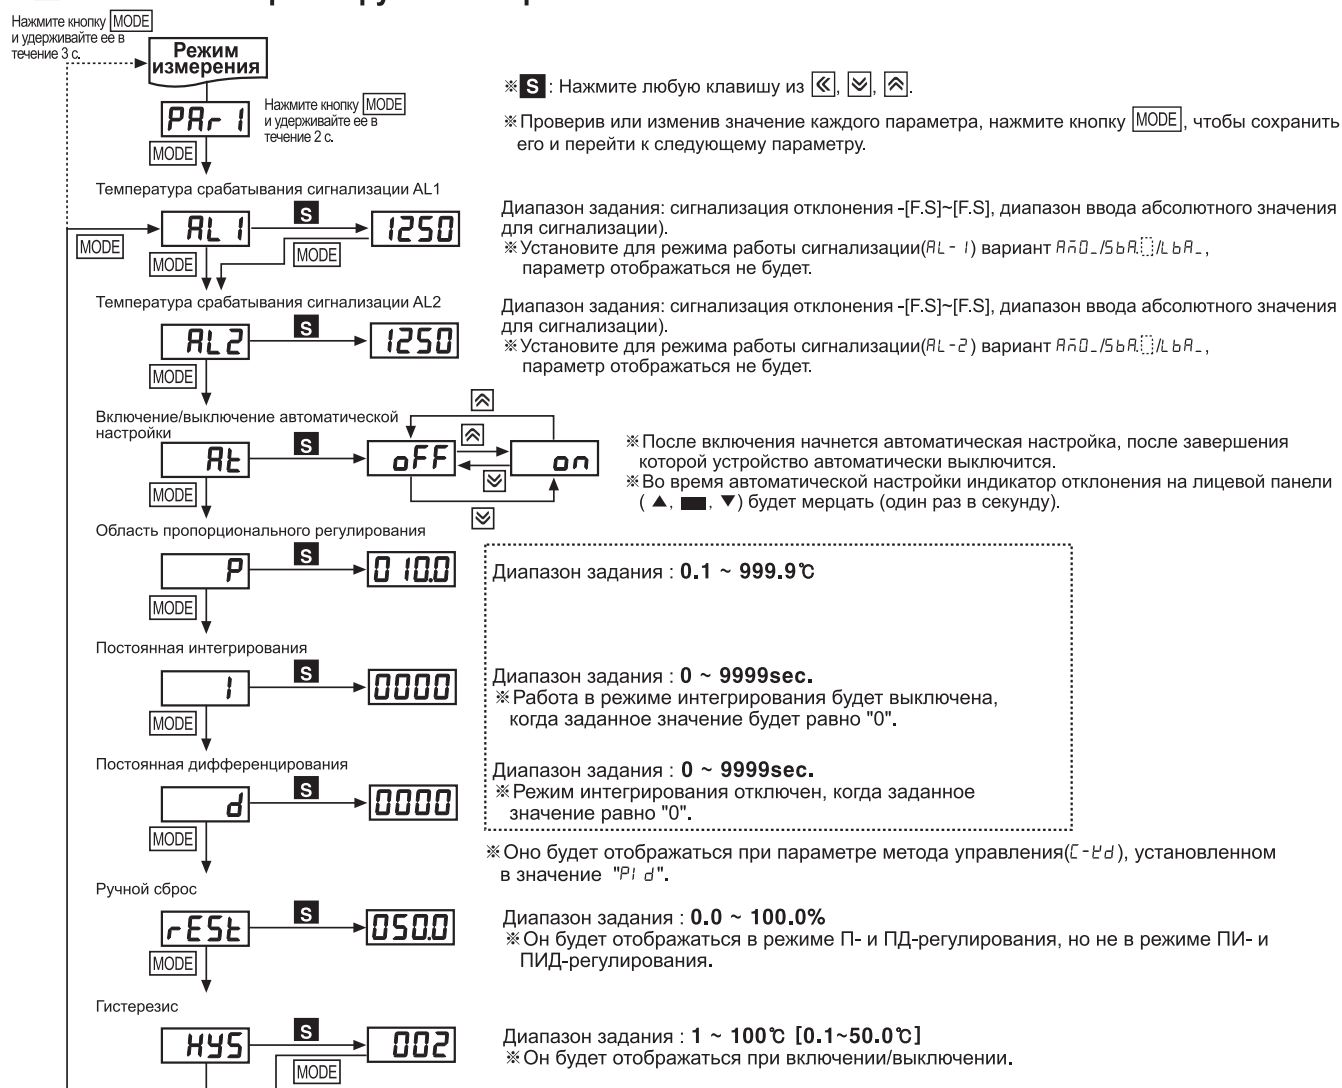 Нажмите кнопку MODE
и удерживайте ее в
течение 3 с.
Режим
измерения
※ S : Нажмите любую клавишу из «, ︾, ︽.
PAr 1
Нажмите кнопку MODE
и удерживайте ее в
течение 2 с.
※Проверив или изменив значение каждого параметра, нажмите кнопку MODE, чтобы сохранить
его и перейти к следующему параметру.
MODE
Температура срабатывания сигнализации AL1
AL 1 S 1250
MODE
MODE
MODE
Диапазон задания: сигнализация отклонения -[F.S]~[F.S], диапазон ввода абсолютного значения
для сигнализации).
※Установите для режима работы сигнализации(AL-1) вариант Am0_/SbA. /LbA_,
параметр отображаться не будет.
Температура срабатывания сигнализации AL2
AL2 S 1250
MODE
Диапазон задания: сигнализация отклонения -[F.S]~[F.S], диапазон ввода абсолютного значения
для сигнализации).
※Установите для режима работы сигнализации(AL-2) вариант Am0_/SbA. /LbA_,
параметр отображаться не будет.
Включение/выключение автоматической
настройки
At S oFF on
MODE
※После включения начнется автоматическая настройка, после завершения
которой устройство автоматически выключится.
※Во время автоматической настройки индикатор отклонения на лицевой панели
( ▲, ■, ▼) будет мерцать (один раз в секунду).
Область пропорционального регулирования
P S 010.0
MODE
Диапазон задания : 0.1 ~ 999.9℃
Постоянная интегрирования
I S 0000
MODE
Диапазон задания : 0 ~ 9999sec.
※Работа в режиме интегрирования будет выключена,
когда заданное значение будет равно "0".
Постоянная дифференцирования
d S 0000
MODE
Диапазон задания : 0 ~ 9999sec.
※Режим интегрирования отключен, когда заданное
значение равно "0".
※Оно будет отображаться при параметре метода управления(C-td), установленном
в значение "PI d".
Ручной сброс
rESt S 050.0
MODE
Диапазон задания : 0.0 ~ 100.0%
※Он будет отображаться в режиме П- и ПД-регулирования, но не в режиме ПИ- и
ПИД-регулирования.
Гистерезис
HYS S 002
MODE
Диапазон задания : 1 ~ 100℃ [0.1~50.0℃]
※Он будет отображаться при включении/выключении.